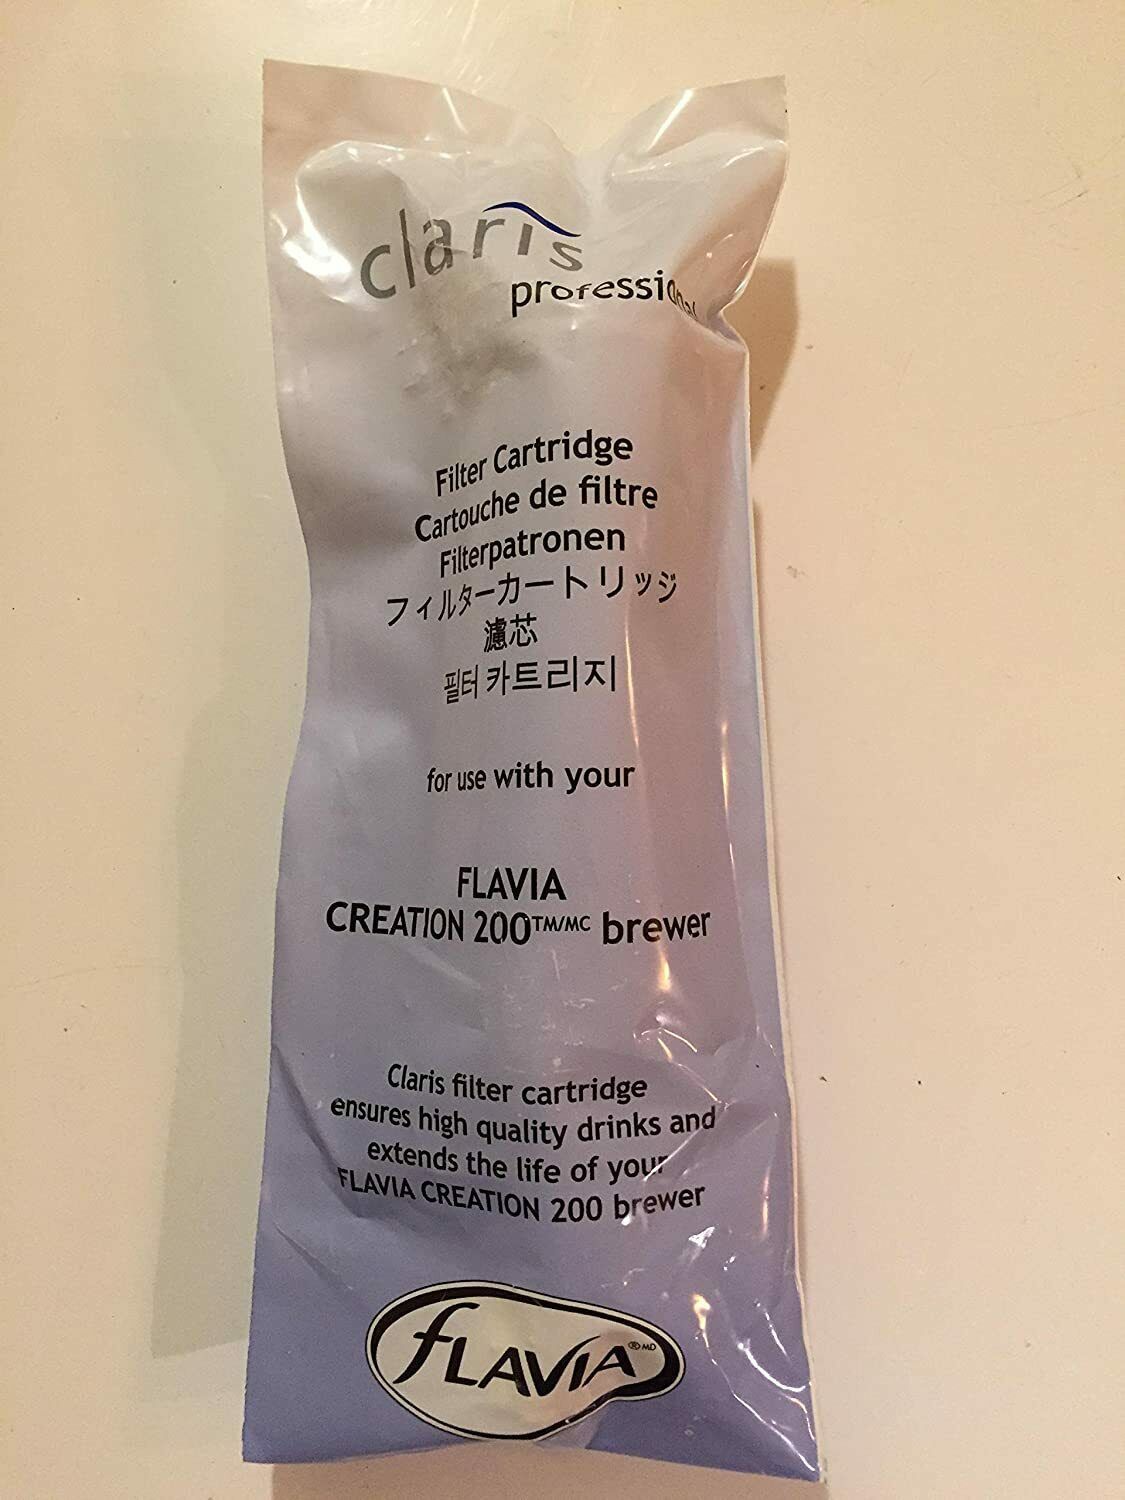 claris
professional
Filter Cartridge
Cartouche de filtre
Filterpatronen
フィルターカートリッジ
濾芯
필터 카트리지
for use with your
FLAVIA
CREATION 200™/MC brewer
Claris filter cartridge
ensures high quality drinks and
extends the life of your
FLAVIA CREATION 200 brewer
FLAVIA®MD